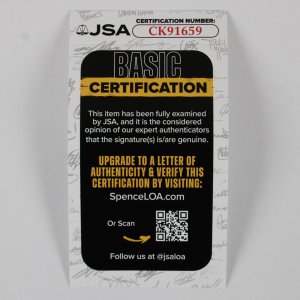 JSA CERTIFICATION NUMBER:
CK91659
BASIC
CERTIFICATION
This item has been fully examined
by JSA, and it is the considered
opinion of our expert authenticators
that the signature(s) is/are genuine.
UPGRADE TO A LETTER OF
AUTHENTICITY & VERIFY THIS
CERTIFICATION BY VISITING:
SpenceLOA.com
Or Scan
Follow us at @jsaloa